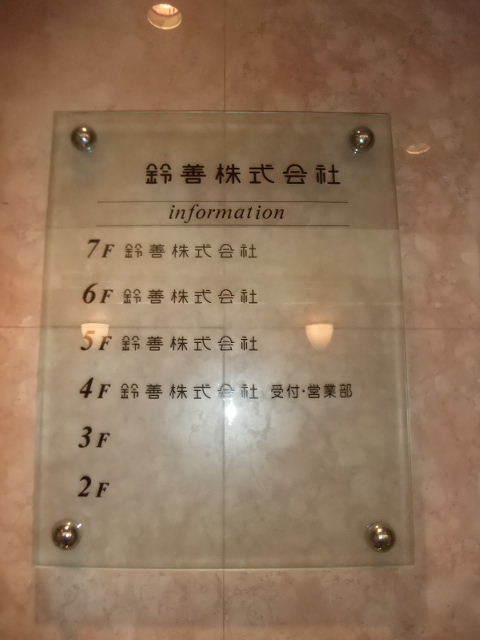 鈴善株式会社
information
7F 鈴善株式会社
6F 鈴善株式会社
5F 鈴善株式会社
4F 鈴善株式会社 受付・営業部
3F
2F